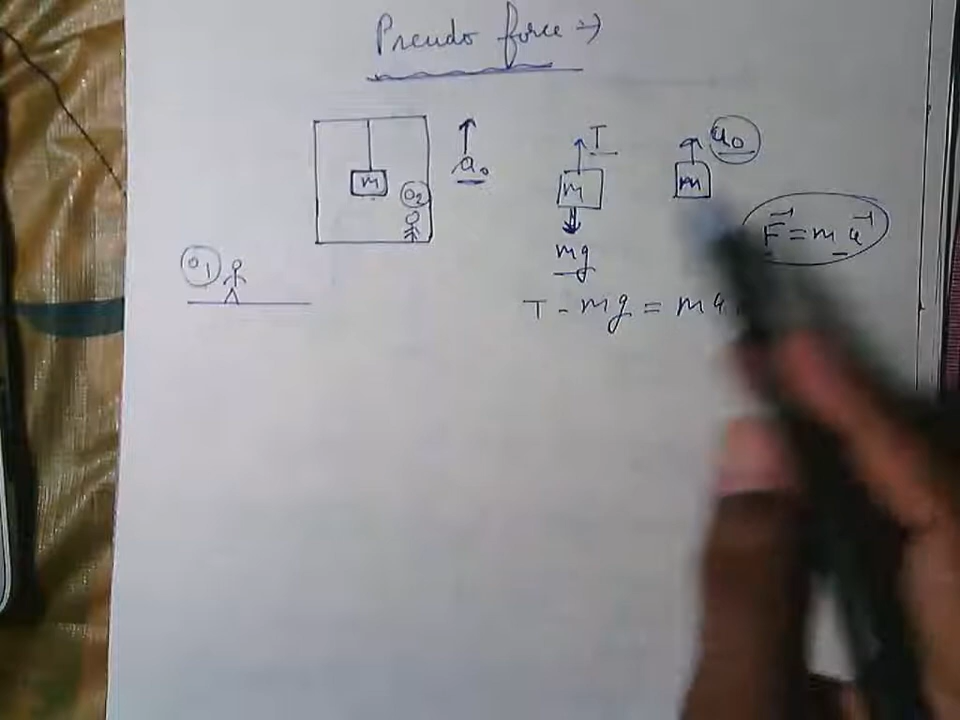 Pseudo force ⇒
m
O2
a₀
T
m
mg
a₀
m
F⃗ = m a⃗
O1
T - mg = ma